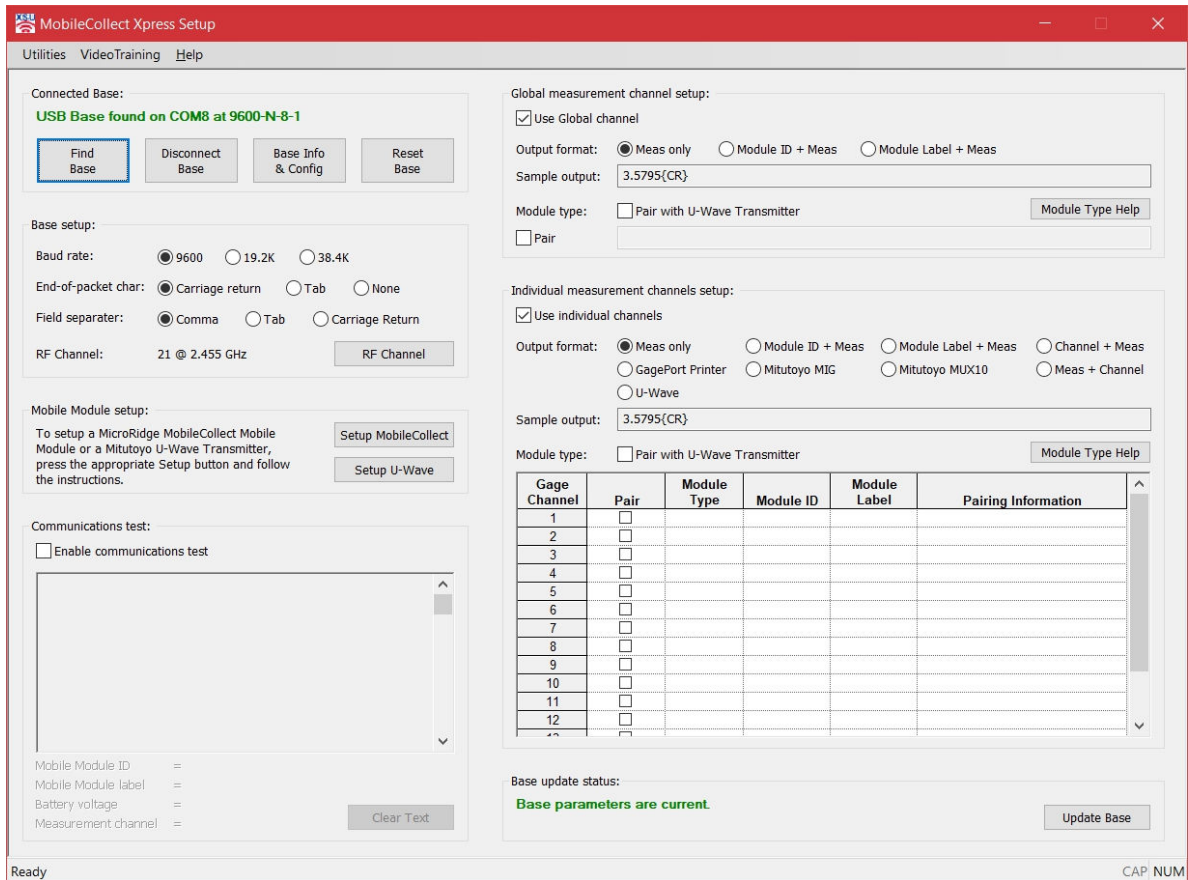 XSU
MobileCollect Xpress Setup
Utilities VideoTraining Help
Connected Base:
USB Base found on COM8 at 9600-N-8-1
Find Base
Disconnect Base
Base Info & Config
Reset Base
Base setup:
Baud rate: 9600 19.2K 38.4K
End-of-packet char: Carriage return Tab None
Field separater: Comma Tab Carriage Return
RF Channel: 21 @ 2.455 GHz RF Channel
Mobile Module setup:
To setup a MicroRidge MobileCollect Mobile
Module or a Mitutoyo U-Wave Transmitter,
press the appropriate Setup button and follow
the instructions.
Setup MobileCollect
Setup U-Wave
Communications test:
Enable communications test
Mobile Module ID =
Mobile Module label =
Battery voltage =
Measurement channel =
Clear Text
Global measurement channel setup:
Use Global channel
Output format: Meas only Module ID + Meas Module Label + Meas
Sample output: 3.5795{CR}
Module type: Pair with U-Wave Transmitter Module Type Help
Pair
Individual measurement channels setup:
Use individual channels
Output format: Meas only Module ID + Meas Module Label + Meas Channel + Meas
GagePort Printer Mitutoyo MIG Mitutoyo MUX10 Meas + Channel
U-Wave
Sample output: 3.5795{CR}
Module type: Pair with U-Wave Transmitter Module Type Help
Gage Channel Pair Module Type Module ID Module Label Pairing Information
1
2
3
4
5
6
7
8
9
10
11
12
Base update status:
Base parameters are current.
Update Base
Ready CAP NUM